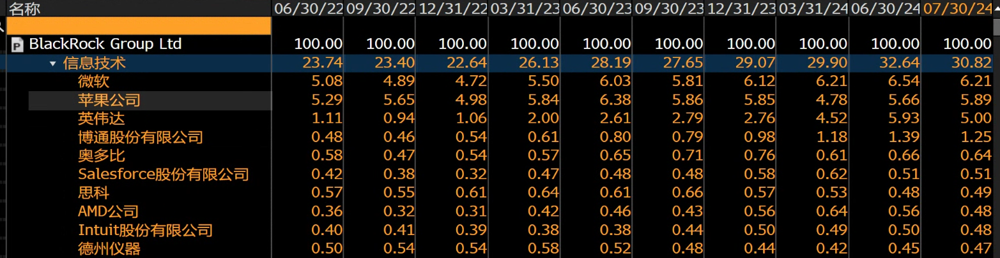 名称 06/30/22 09/30/22 12/31/22 03/31/23 06/30/23 09/30/23 12/31/23 03/31/24 06/30/24 07/30/24
P BlackRock Group Ltd 100.00 100.00 100.00 100.00 100.00 100.00 100.00 100.00 100.00 100.00
信息技术 23.74 23.40 22.64 26.13 28.19 27.65 29.07 29.90 32.64 30.82
微软 5.08 4.89 4.72 5.50 6.03 5.81 6.12 6.21 6.54 6.21
苹果公司 5.29 5.65 4.98 5.84 6.38 5.86 5.85 4.78 5.66 5.89
英伟达 1.11 0.94 1.06 2.00 2.61 2.79 2.76 4.52 5.93 5.00
博通股份有限公司 0.48 0.46 0.54 0.61 0.80 0.79 0.98 1.18 1.39 1.25
奥多比 0.58 0.47 0.54 0.57 0.65 0.71 0.76 0.61 0.66 0.64
Salesforce股份有限公司 0.42 0.38 0.32 0.47 0.48 0.48 0.58 0.62 0.51 0.51
思科 0.57 0.55 0.61 0.64 0.61 0.66 0.57 0.53 0.48 0.49
AMD公司 0.36 0.32 0.31 0.42 0.46 0.43 0.56 0.64 0.56 0.48
Intuit股份有限公司 0.40 0.41 0.39 0.38 0.38 0.44 0.50 0.49 0.50 0.48
德州仪器 0.50 0.54 0.54 0.58 0.52 0.48 0.44 0.42 0.45 0.47